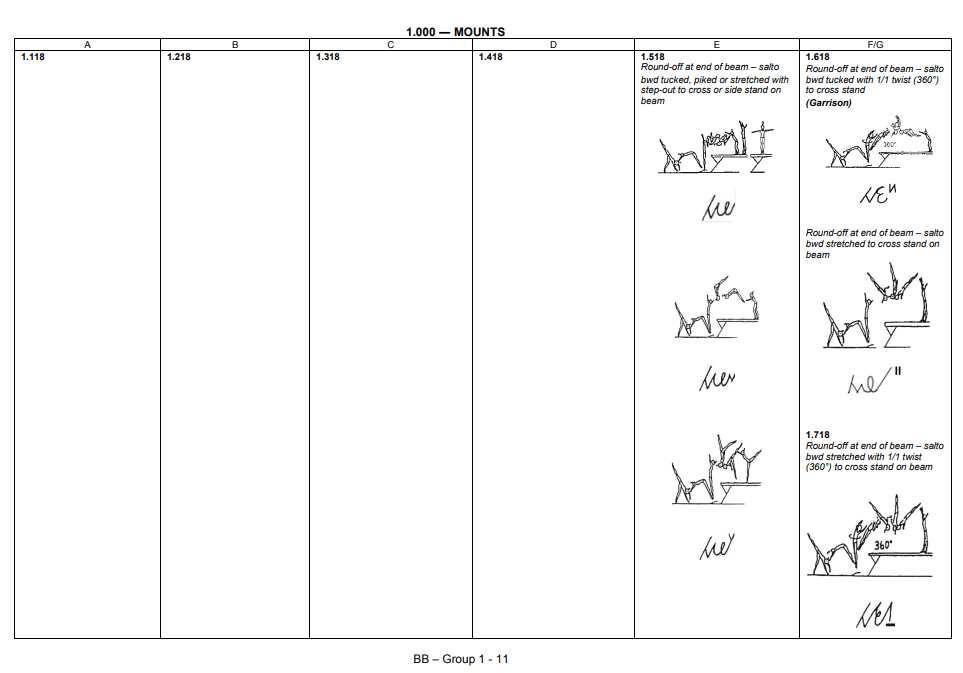 1.000 — MOUNTS
A
B
C
D
E
F/G
1.118
1.218
1.318
1.418
1.518
Round-off at end of beam – salto
bwd tucked, piked or stretched with
step-out to cross or side stand on
beam
1.618
Round-off at end of beam – salto
bwd tucked with 1/1 twist (360°)
to cross stand
(Garrison)
360°
Round-off at end of beam – salto
bwd stretched to cross stand on
beam
1.718
Round-off at end of beam – salto
bwd stretched with 1/1 twist
(360°) to cross stand on beam
360°
BB – Group 1 - 11